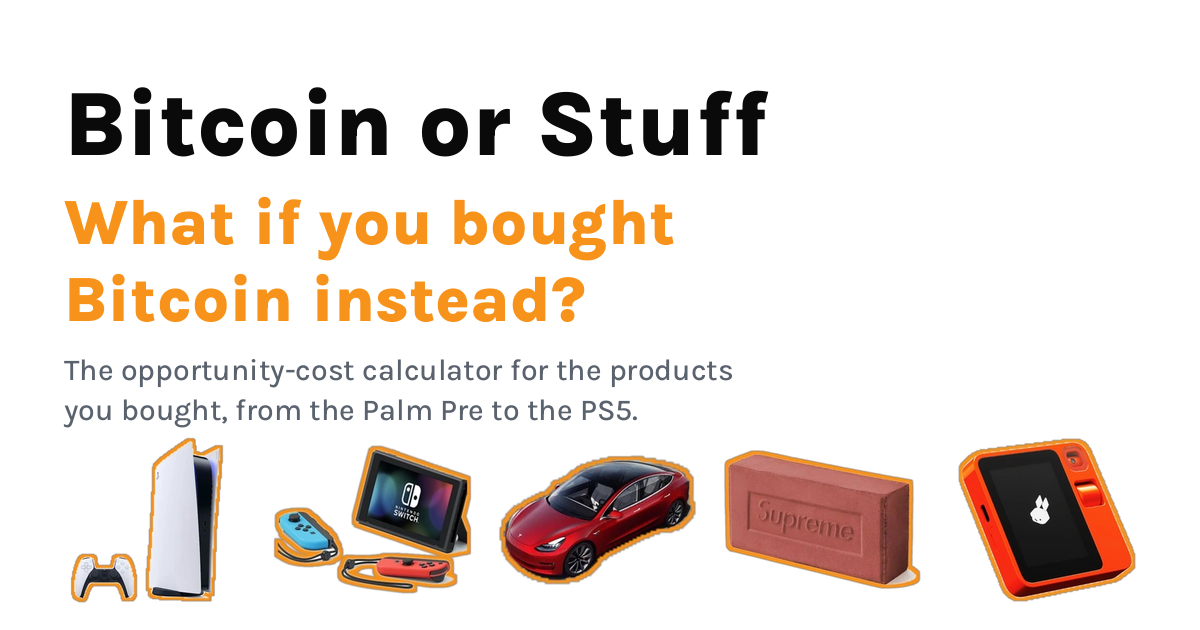 Bitcoin or Stuff
What if you bought
Bitcoin instead?
The opportunity-cost calculator for the products
you bought, from the Palm Pre to the PS5.
NINTENDO
SWITCH
Supreme